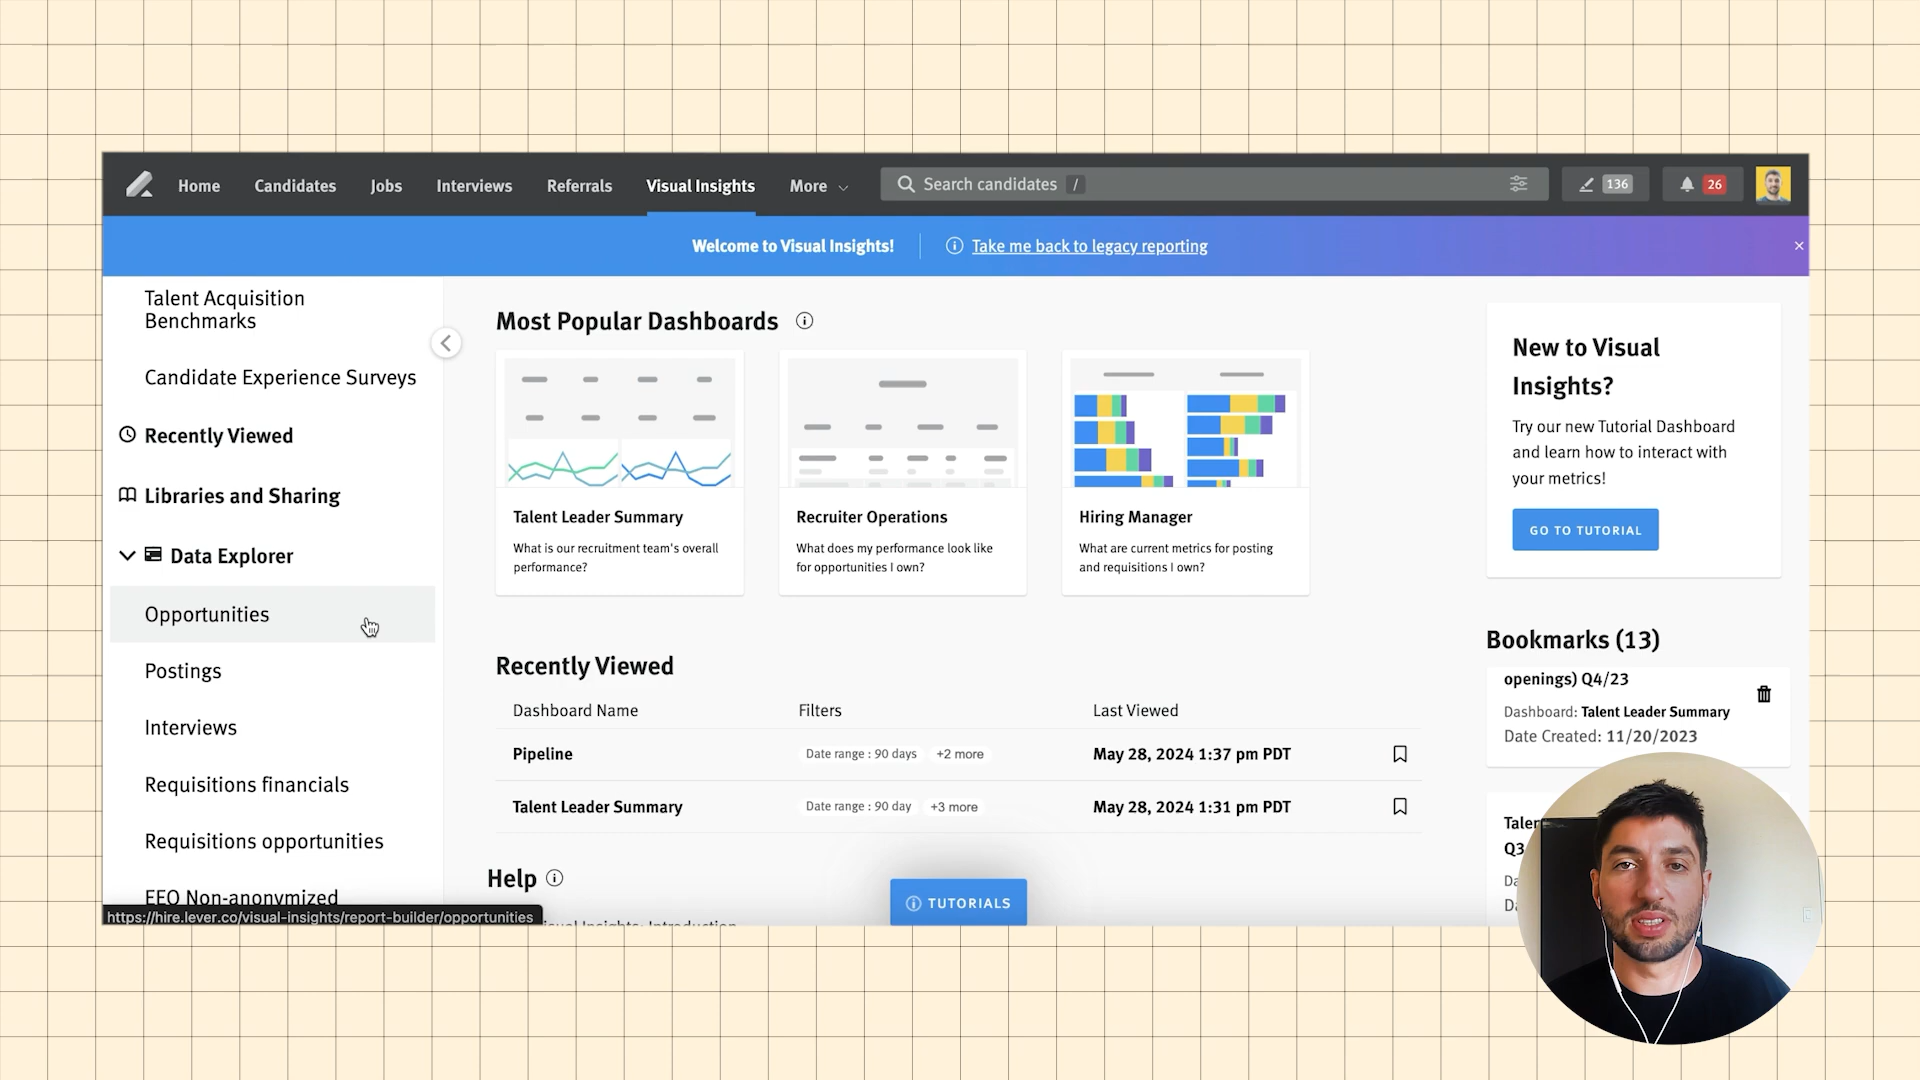 Home
Candidates
Jobs
Interviews
Referrals
Visual Insights
More
Search candidates /
136
26
Welcome to Visual Insights!
Take me back to legacy reporting
Talent Acquisition
Benchmarks
Candidate Experience Surveys
Recently Viewed
Libraries and Sharing
Data Explorer
Opportunities
Postings
Interviews
Requisitions financials
Requisitions opportunities
EEO Non-anonymized
https://hire.lever.co/visual-insights/report-builder/opportunities
Most Popular Dashboards
Talent Leader Summary
What is our recruitment team's overall
performance?
Recruiter Operations
What does my performance look like
for opportunities I own?
Hiring Manager
What are current metrics for posting
and requisitions I own?
Recently Viewed
Dashboard Name
Filters
Last Viewed
Pipeline
Date range : 90 days
+2 more
May 28, 2024 1:37 pm PDT
Talent Leader Summary
Date range : 90 day
+3 more
May 28, 2024 1:31 pm PDT
Help
TUTORIALS
Insights: Introduction
New to Visual
Insights?
Try our new Tutorial Dashboard
and learn how to interact with
your metrics!
GO TO TUTORIAL
Bookmarks (13)
openings) Q4/23
Dashboard: Talent Leader Summary
Date Created: 11/20/2023
Q3